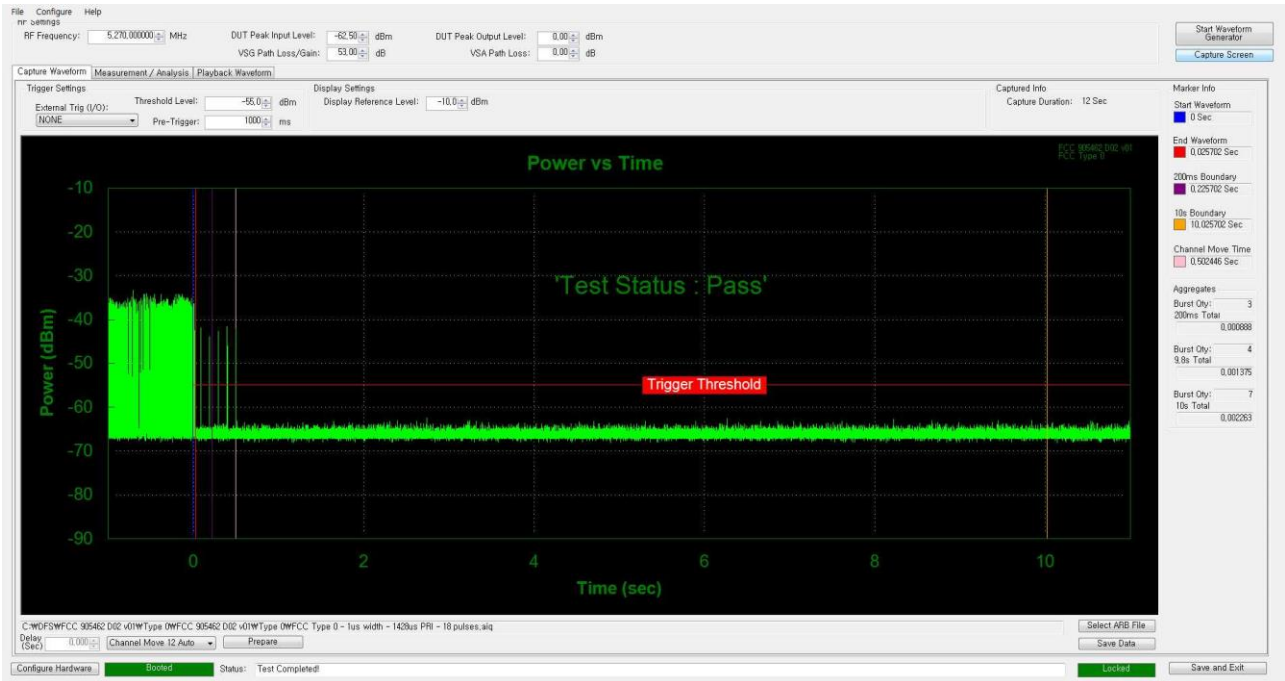 File Configure Help
RF Settings
RF Frequency: 5,270,000000 MHz DUT Peak Input Level: -62,50 dBm DUT Peak Output Level: 0,00 dBm
VSG Path Loss/Gain: 53,00 dB VSA Path Loss: 0,00 dB
Start Waveform
Generator
Capture Screen
Capture Waveform Measurement / Analysis Playback Waveform
Trigger Settings
External Trig (I/O): Threshold Level: -55,0 dBm
NONE Pre-Trigger: 1000 ms
Display Settings
Display Reference Level: -10,0 dBm
Captured Info
Capture Duration: 12 Sec
Power vs Time
FCC 905462 D02 v01
FCC Type 0
-10
-20
-30
-40
-50
-60
-70
-80
-90
Power (dBm)
'Test Status : Pass'
Trigger Threshold
0 2 4 6 8 10
Time (sec)
Marker Info
Start Waveform
0 Sec
End Waveform
0,025702 Sec
200ms Boundary
0,225702 Sec
10s Boundary
10,025702 Sec
Channel Move Time
0,502446 Sec
Aggregates
Burst Qty: 3
200ms Total
0,000888
Burst Qty: 4
9,8s Total
0,001375
Burst Qty: 7
10s Total
0,002263
C:₩DFS₩FCC 905462 D02 v01₩Type 0₩FCC 905462 D02 v01₩Type 0₩FCC Type 0 - 1us width - 1428us PRI - 18 pulses,aiq
Select ARB File
Delay
(Sec) 0,000 Channel Move 12 Auto Prepare
Save Data
Configure Hardware Booted Status: Test Completed! Locked Save and Exit